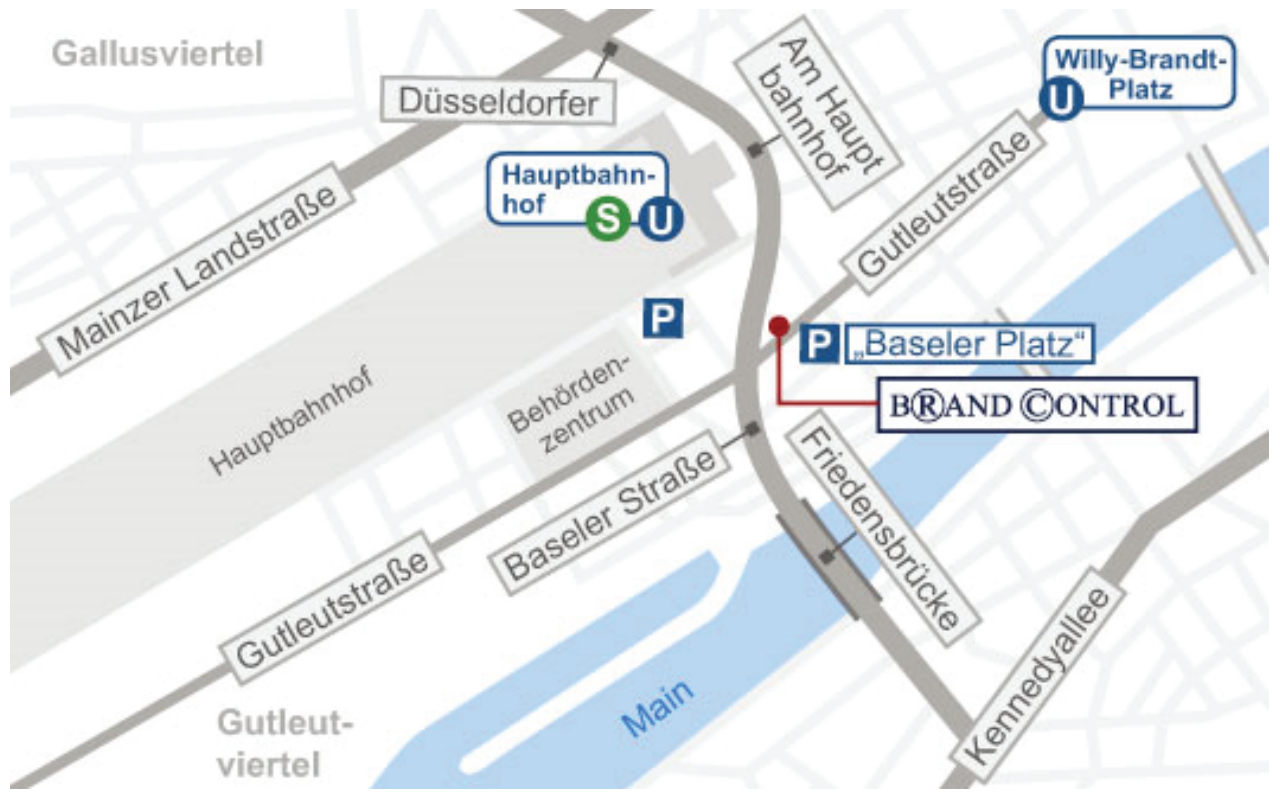 Gallusviertel
Düsseldorfer
Am Haupt
bahnhof
Willy-Brandt-
Platz
U
Hauptbahn-
hof
S U
Mainzer Landstraße
Gutleutstraße
P
P „Baseler Platz“
BRAND CONTROL
Hauptbahnhof
Behörden-
zentrum
Baseler Straße
Friedensbrücke
Gutleutstraße
Kennedyallee
Main
Gutleut-
viertel